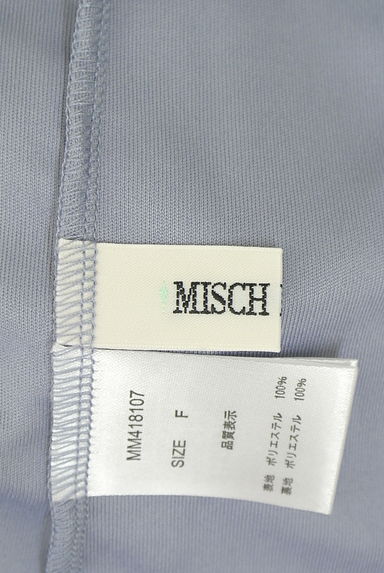 MISCH
MM418107
SIZE F
品質表示
表地 ポリエステル 100%
裏地 ポリエステル 100%